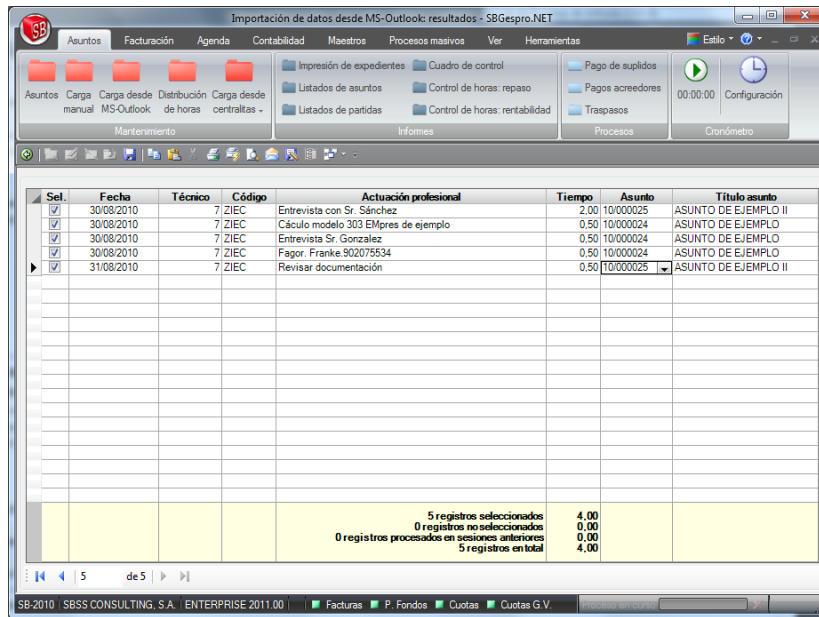 Importación de datos desde MS-Outlook: resultados - SBGespro.NET
SB
Asuntos Facturación Agenda Contabilidad Maestros Procesos masivos Ver Herramientas Estilo
Impresión de expedientes Cuadro de control Pago de suplidos
Asuntos Carga manual Carga desde MS-Outlook Distribución de horas Carga desde centralitas
Listados de asuntos Control de horas: repaso Pagos acreedores 00:00:00 Configuración
Listados de partidas Control de horas: rentabilidad Traspasos
Mantenimiento Informes Procesos Cronómetro
Sel. Fecha Técnico Código Actuación profesional Tiempo Asunto Título asunto
30/08/2010 7 ZIEC Entrevista con Sr. Sánchez 2,00 10/000025 ASUNTO DE EJEMPLO II
30/08/2010 7 ZIEC Cáculo modelo 303 EMpres de ejemplo 0,50 10/000024 ASUNTO DE EJEMPLO
30/08/2010 7 ZIEC Entrevista Sr. Gonzalez 0,50 10/000024 ASUNTO DE EJEMPLO
30/08/2010 7 ZIEC Fagor. Franke.902075534 0,50 10/000024 ASUNTO DE EJEMPLO
31/08/2010 7 ZIEC Revisar documentación 0,50 10/000025 ASUNTO DE EJEMPLO II
5 registros seleccionados 4,00
0 registros no seleccionados 0,00
0 registros procesados en sesiones anteriores 0,00
5 registros en total 4,00
5 de 5
SB-2010 SBSS CONSULTING, S.A. ENTERPRISE 2011.00 Facturas P. Fondos Cuotas Cuotas G.V. Proceso en curso